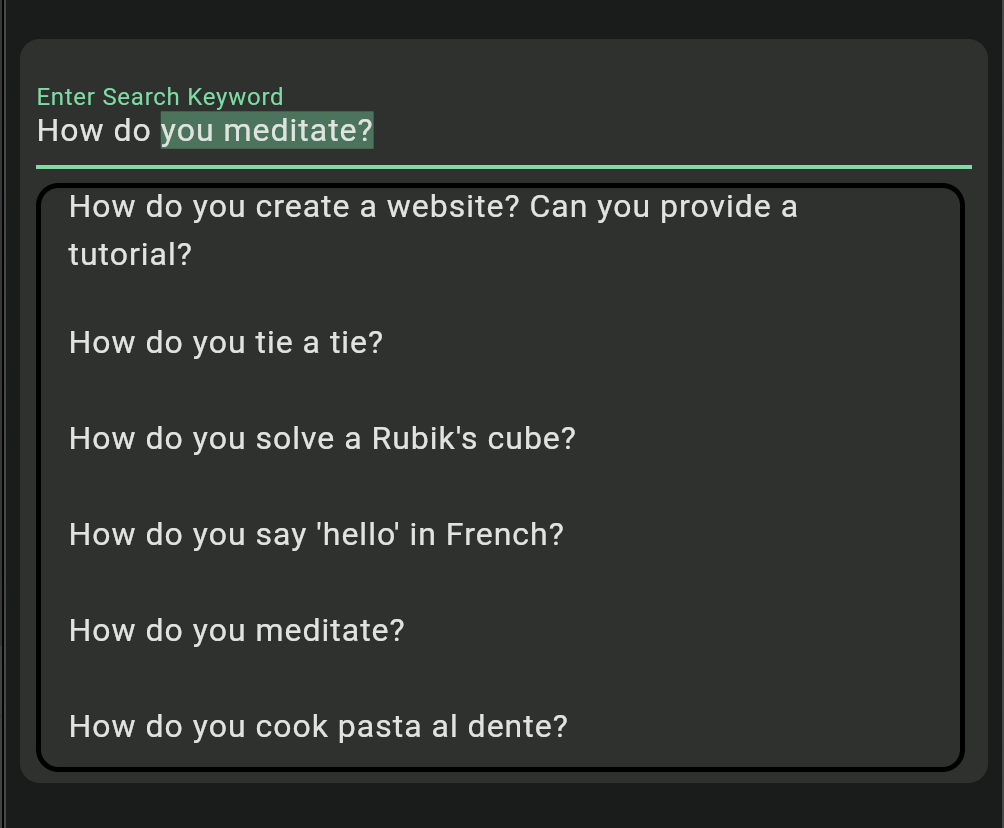 Enter Search Keyword
How do you meditate?
How do you create a website? Can you provide a
tutorial?
How do you tie a tie?
How do you solve a Rubik's cube?
How do you say 'hello' in French?
How do you meditate?
How do you cook pasta al dente?